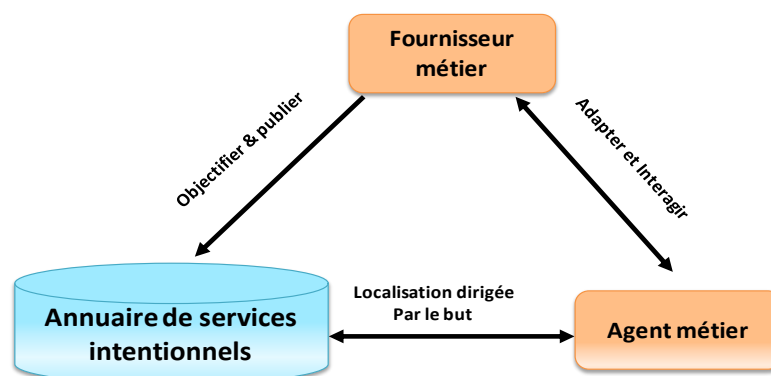 Fournisseur
métier
Objectifier & publier
Adapter et Interagir
Localisation dirigée
Par le but
Annuaire de services
intentionnels
Agent métier